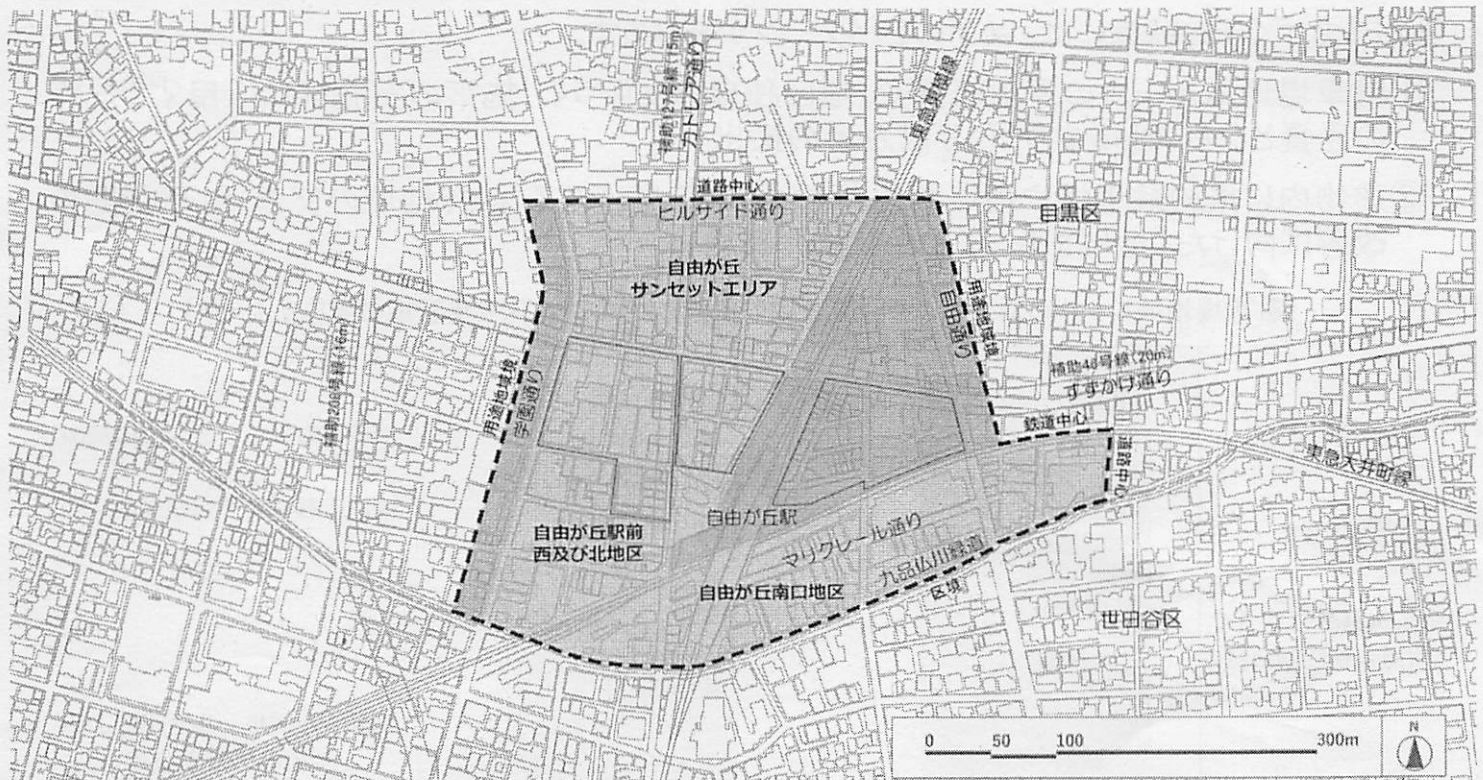 補助127号線(15m)
カトレア通り
東急東横線
道路中心
ヒルサイド通り
目黒区
自由が丘
サンセットエリア
用途地域境
自由通り
補助46号線(20m)
すずかけ通り
用途地域境
学園通り
補助208号線(16m)
鉄道中心
道路中心
東急大井町線
自由が丘駅
自由が丘駅前
西及び北地区
マリクレール通り
九品仏川緑道
自由が丘南口地区
区境
世田谷区
0 50 100 300m
N